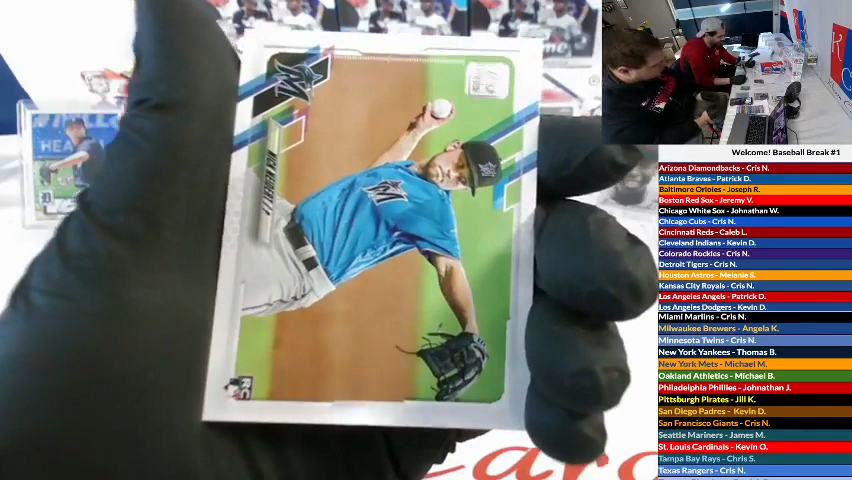 Welcome! Baseball Break #1
Arizona Diamondbacks - Cris N.
Atlanta Braves - Patrick D.
Baltimore Orioles - Joseph R.
Boston Red Sox - Jeremy V.
Chicago White Sox - Johnathan W.
Chicago Cubs - Cris N.
Cincinnati Reds - Caleb L.
Cleveland Indians - Kevin D.
Colorado Rockies - Cris N.
Detroit Tigers - Cris N.
Houston Astros - Melanie S.
Kansas City Royals - Cris N.
Los Angeles Angels - Patrick D.
Los Angeles Dodgers - Kevin D.
Miami Marlins - Cris N.
Milwaukee Brewers - Angela K.
Minnesota Twins - Cris N.
New York Yankees - Thomas B.
New York Mets - Michael M.
Oakland Athletics - Michael B.
Philadelphia Phillies - Johnathan J.
Pittsburgh Pirates - Jill K.
San Diego Padres - Kevin D.
San Francisco Giants - Cris N.
Seattle Mariners - James M.
St. Louis Cardinals - Kevin O.
Tampa Bay Rays - Chris S.
Texas Rangers - Cris N.
NICK NEIDERT
RC